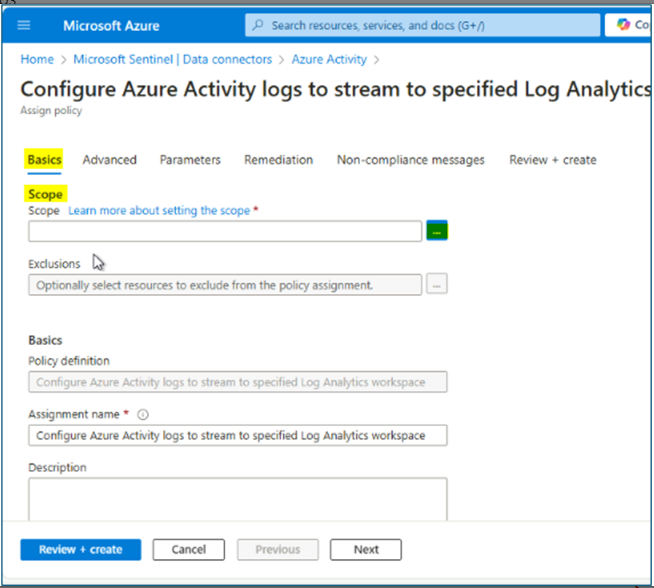 Microsoft Azure
Search resources, services, and docs (G+/)
Co
Home > Microsoft Sentinel | Data connectors > Azure Activity >
Configure Azure Activity logs to stream to specified Log Analytics
Assign policy
Basics Advanced Parameters Remediation Non-compliance messages Review + create
Scope
Scope Learn more about setting the scope *
...
Exclusions
Optionally select resources to exclude from the policy assignment.
...
Basics
Policy definition
Configure Azure Activity logs to stream to specified Log Analytics workspace
Assignment name *
Configure Azure Activity logs to stream to specified Log Analytics workspace
Description
Review + create Cancel Previous Next